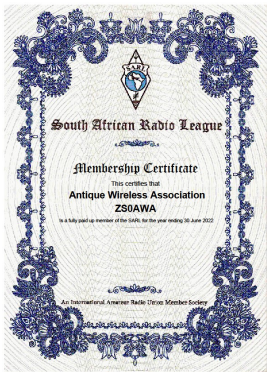 SARL
South African Radio League
Membership Certificate
This certifies that
Antique Wireless Association
ZS0AWA
Is a fully paid up member of the SARL for the year ending 30 June 2022
An International Amateur Radio Union Member Society